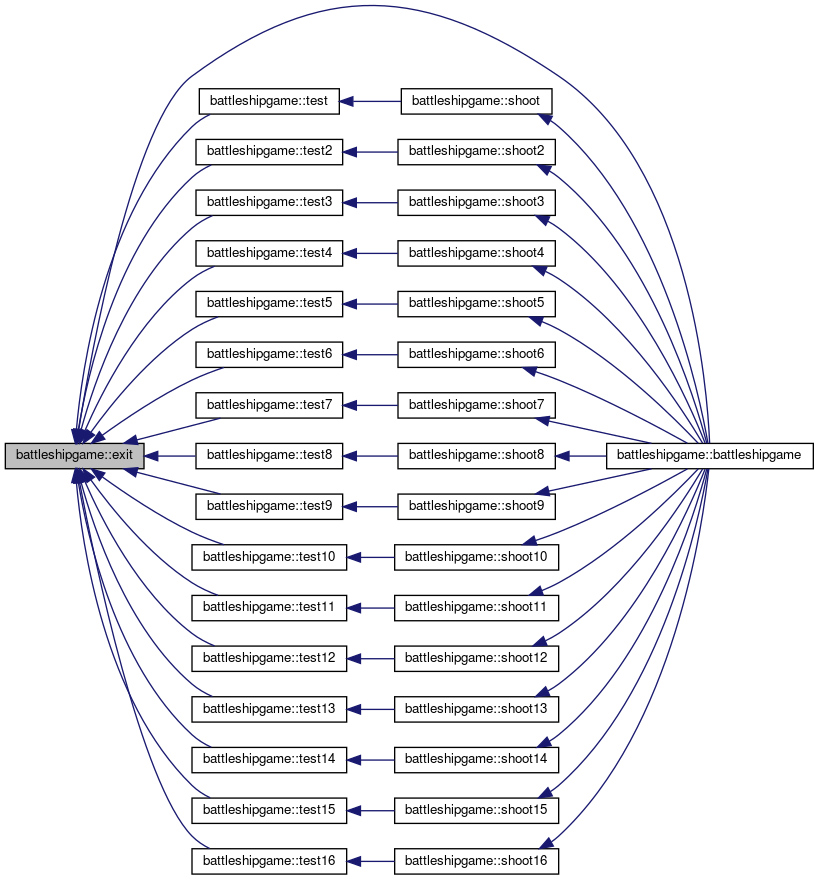 battleshipgame::test
battleshipgame::shoot
battleshipgame::test2
battleshipgame::shoot2
battleshipgame::test3
battleshipgame::shoot3
battleshipgame::test4
battleshipgame::shoot4
battleshipgame::test5
battleshipgame::shoot5
battleshipgame::test6
battleshipgame::shoot6
battleshipgame::test7
battleshipgame::shoot7
battleshipgame::exit
battleshipgame::test8
battleshipgame::shoot8
battleshipgame::battleshipgame
battleshipgame::test9
battleshipgame::shoot9
battleshipgame::test10
battleshipgame::shoot10
battleshipgame::test11
battleshipgame::shoot11
battleshipgame::test12
battleshipgame::shoot12
battleshipgame::test13
battleshipgame::shoot13
battleshipgame::test14
battleshipgame::shoot14
battleshipgame::test15
battleshipgame::shoot15
battleshipgame::test16
battleshipgame::shoot16